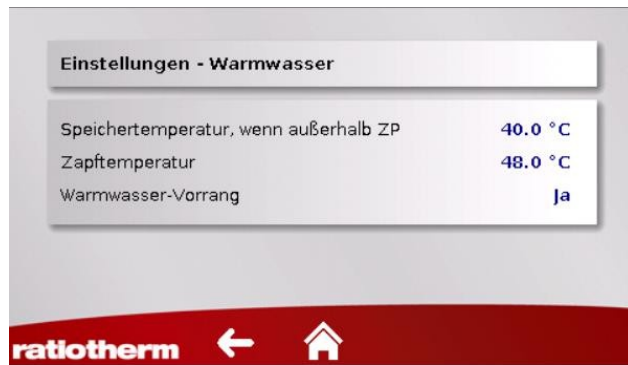 Einstellungen - Warmwasser
Speichertemperatur, wenn außerhalb ZP 40.0 °C
Zapftemperatur 48.0 °C
Warmwasser-Vorrang Ja
ratiotherm